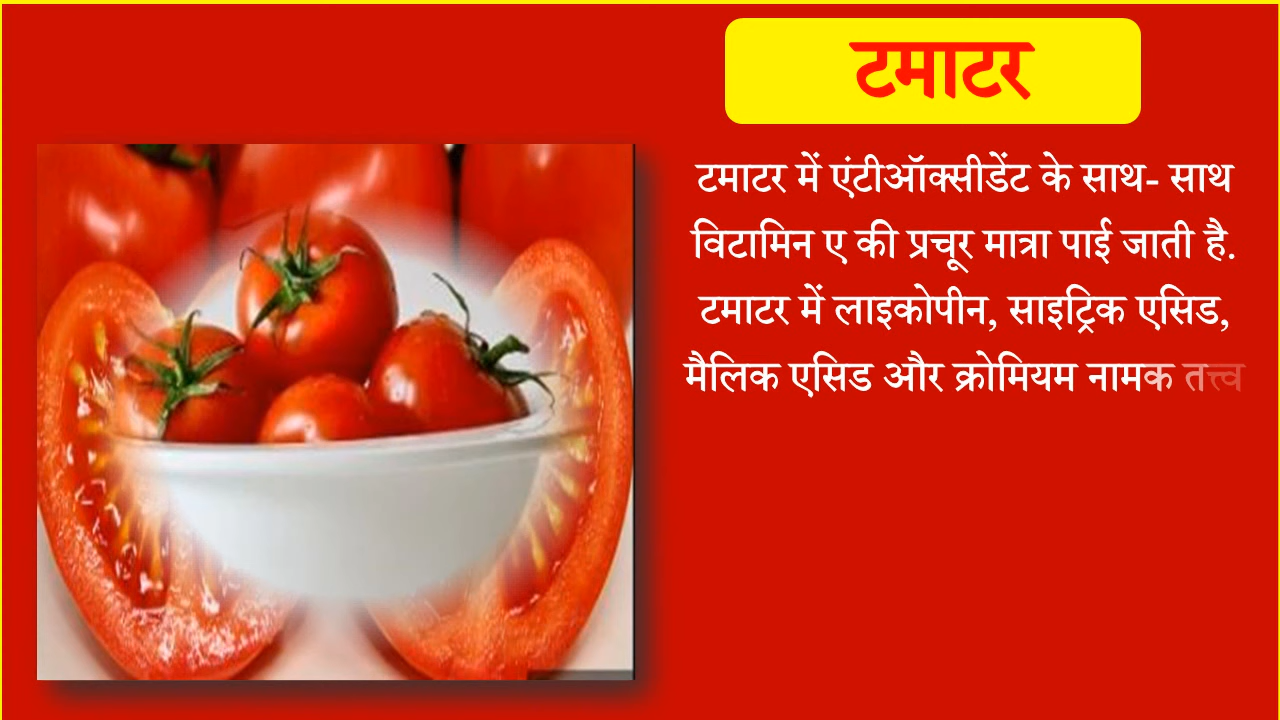 टमाटर
टमाटर में एंटीऑक्सीडेंट के साथ- साथ
विटामिन ए की प्रचूर मात्रा पाई जाती है.
टमाटर में लाइकोपीन, साइट्रिक एसिड,
मैलिक एसिड और क्रोमियम नामक तत्त्व